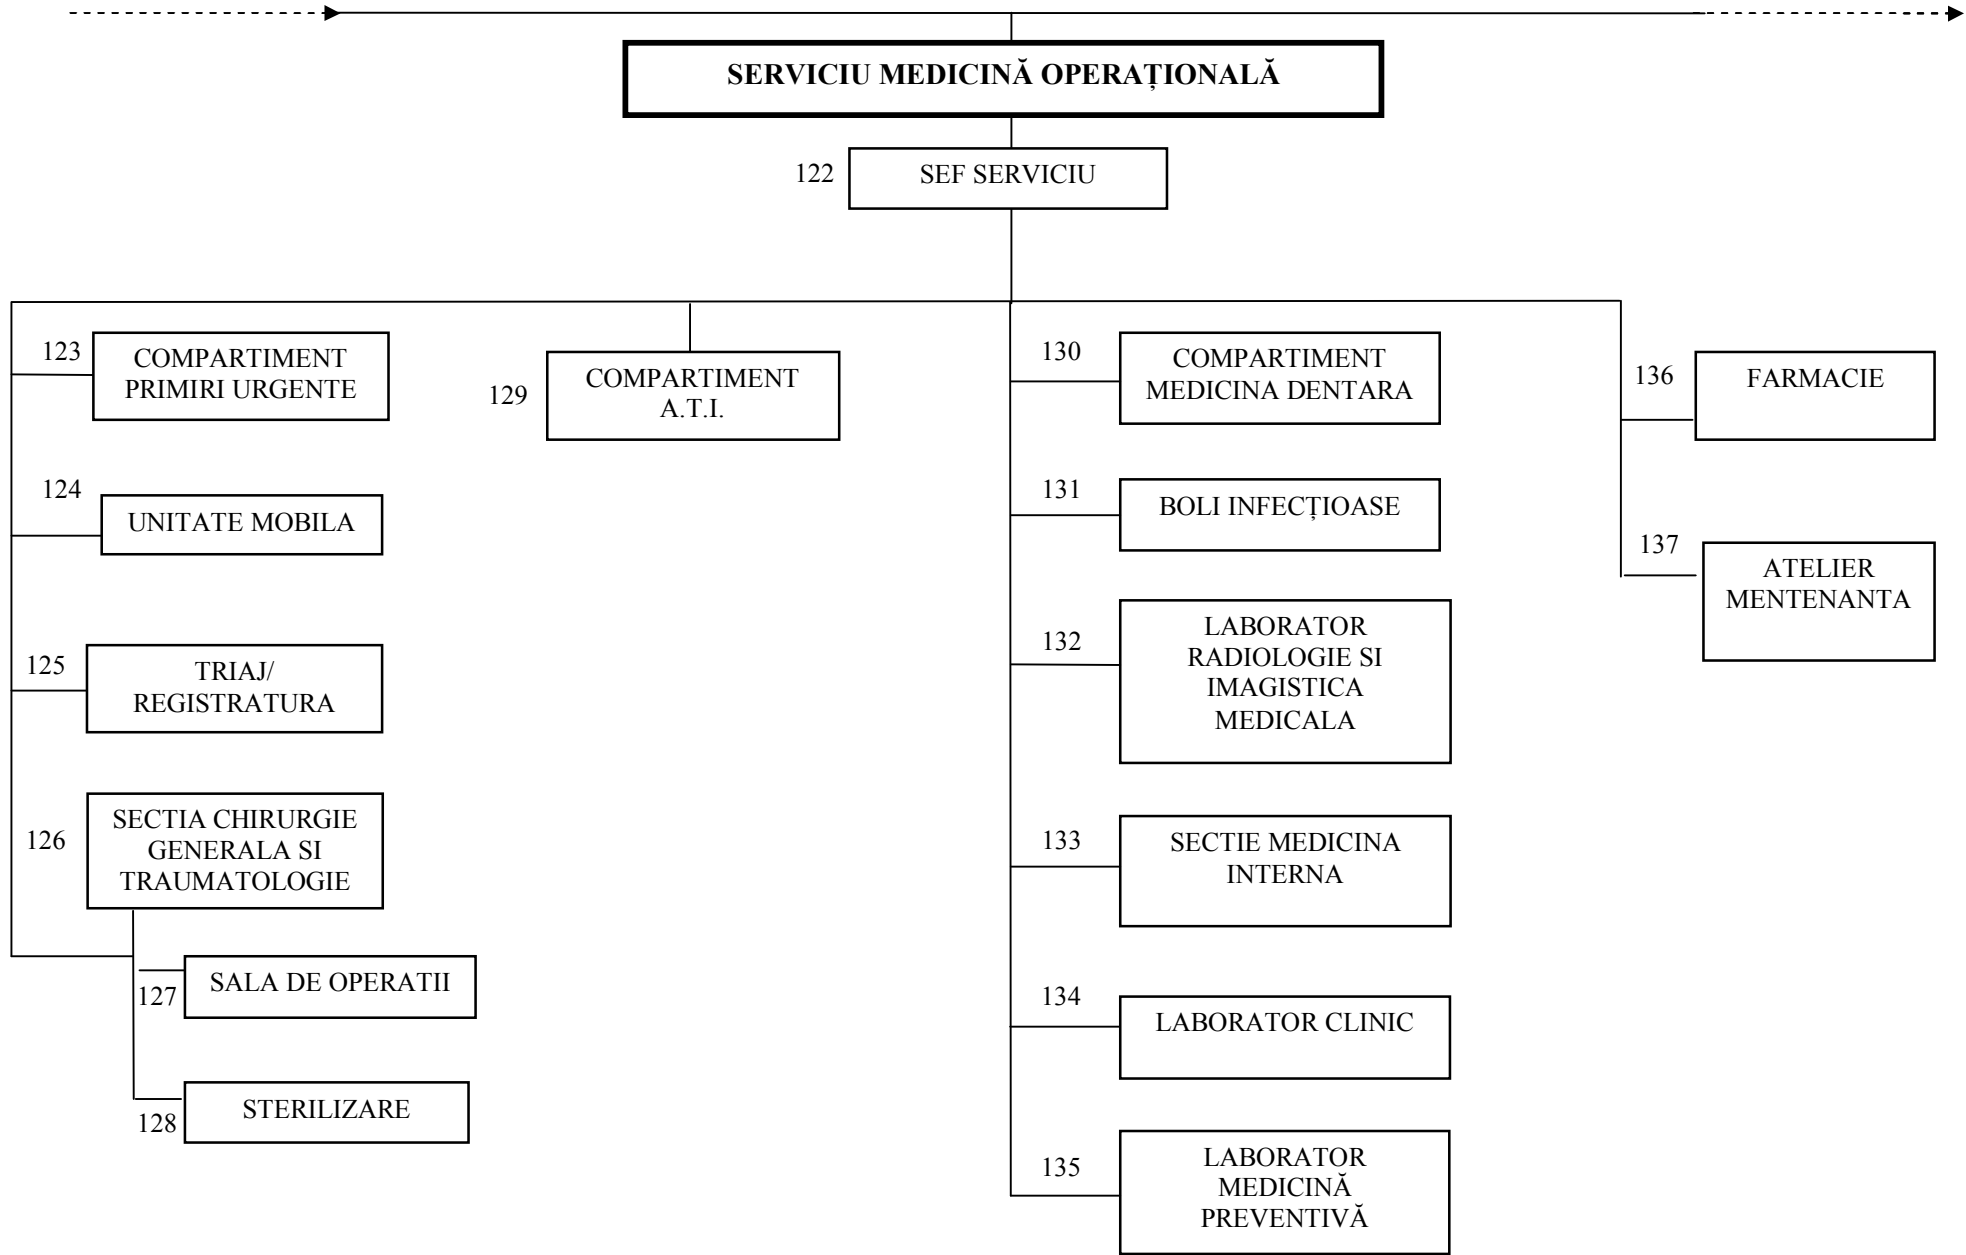 SERVICIU MEDICINĂ OPERAȚIONALĂ
122
SEF SERVICIU
123
COMPARTIMENT
PRIMIRI URGENTE
124
UNITATE MOBILA
125
TRIAJ/
REGISTRATURA
126
SECTIA CHIRURGIE
GENERALA SI
TRAUMATOLOGIE
127
SALA DE OPERATII
128
STERILIZARE
129
COMPARTIMENT
A.T.I.
130
COMPARTIMENT
MEDICINA DENTARA
131
BOLI INFECȚIOASE
132
LABORATOR
RADIOLOGIE SI
IMAGISTICA
MEDICALA
133
SECTIE MEDICINA
INTERNA
134
LABORATOR CLINIC
135
LABORATOR
MEDICINĂ
PREVENTIVĂ
136
FARMACIE
137
ATELIER
MENTENANTA